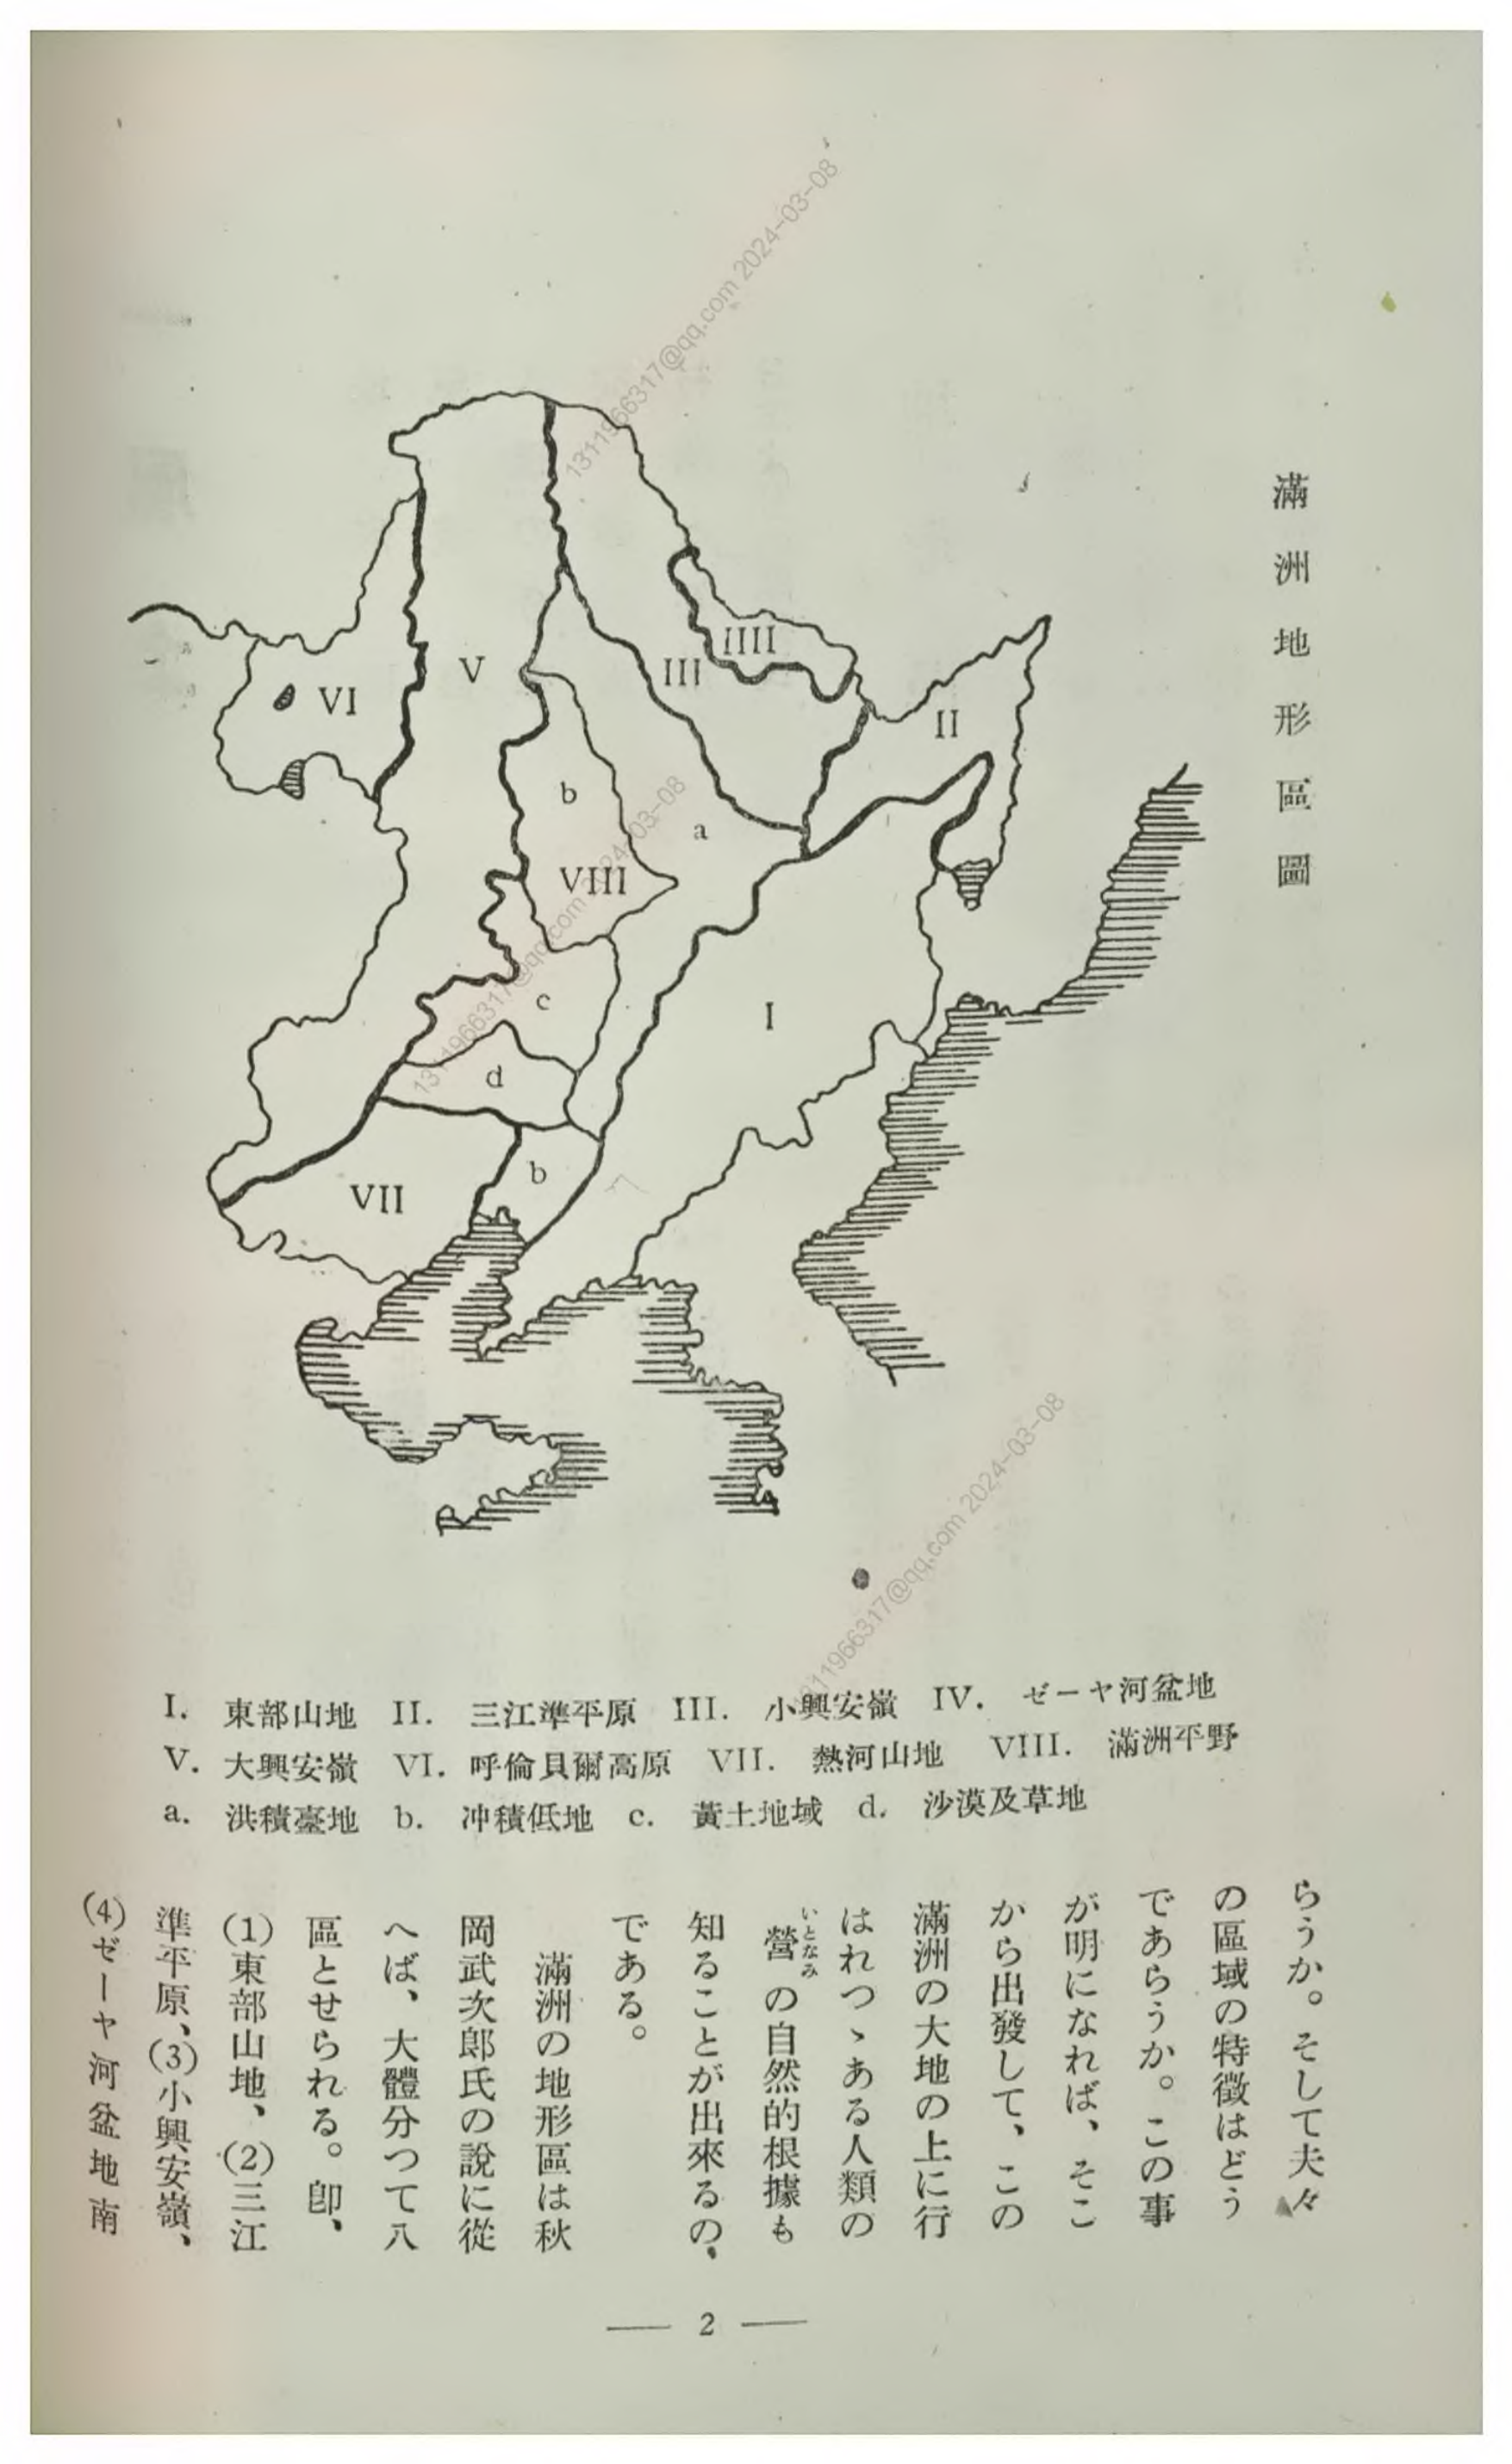 滿洲地形區圖
IIII
III
V
VI
II
b
a
VIII
c
I
d
b
VII
I. 東部山地 II. 三江準平原 III. 小興安嶺 IV. ゼーヤ河盆地
V. 大興安嶺 VI. 呼倫貝爾高原 VII. 熱河山地 VIII. 滿洲平野
a. 洪積臺地 b. 冲積低地 c. 黃土地域 d. 沙漠及草地
らうか。そして夫々
の區域の特徵はどう
であらうか。この事
が明になれば、そこ
から出發して、この
滿洲の大地の上に行
はれつゝある人類の
營いとなみの自然的根據も
知ることが出來るの、
である。
滿洲の地形區は秋
岡武次郎氏の說に從
へば、大體分つて八
區とせられる。卽、
(1)東部山地、(2)三江
準平原、(3)小興安嶺、
(4)ゼーヤ河盆地南
— 2 —
1311966317@qq.com 2024-03-08
1311966317@qq.com 2024-03-08
1311966317@qq.com 2024-03-08